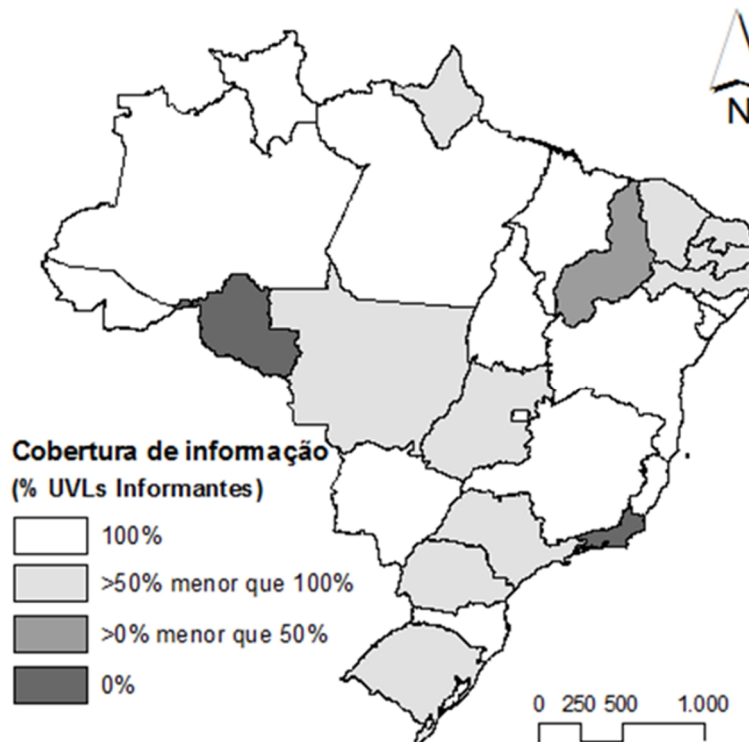 N
Cobertura de informação
(% UVLs Informantes)
100%
>50% menor que 100%
>0% menor que 50%
0%
0 250 500 1.000